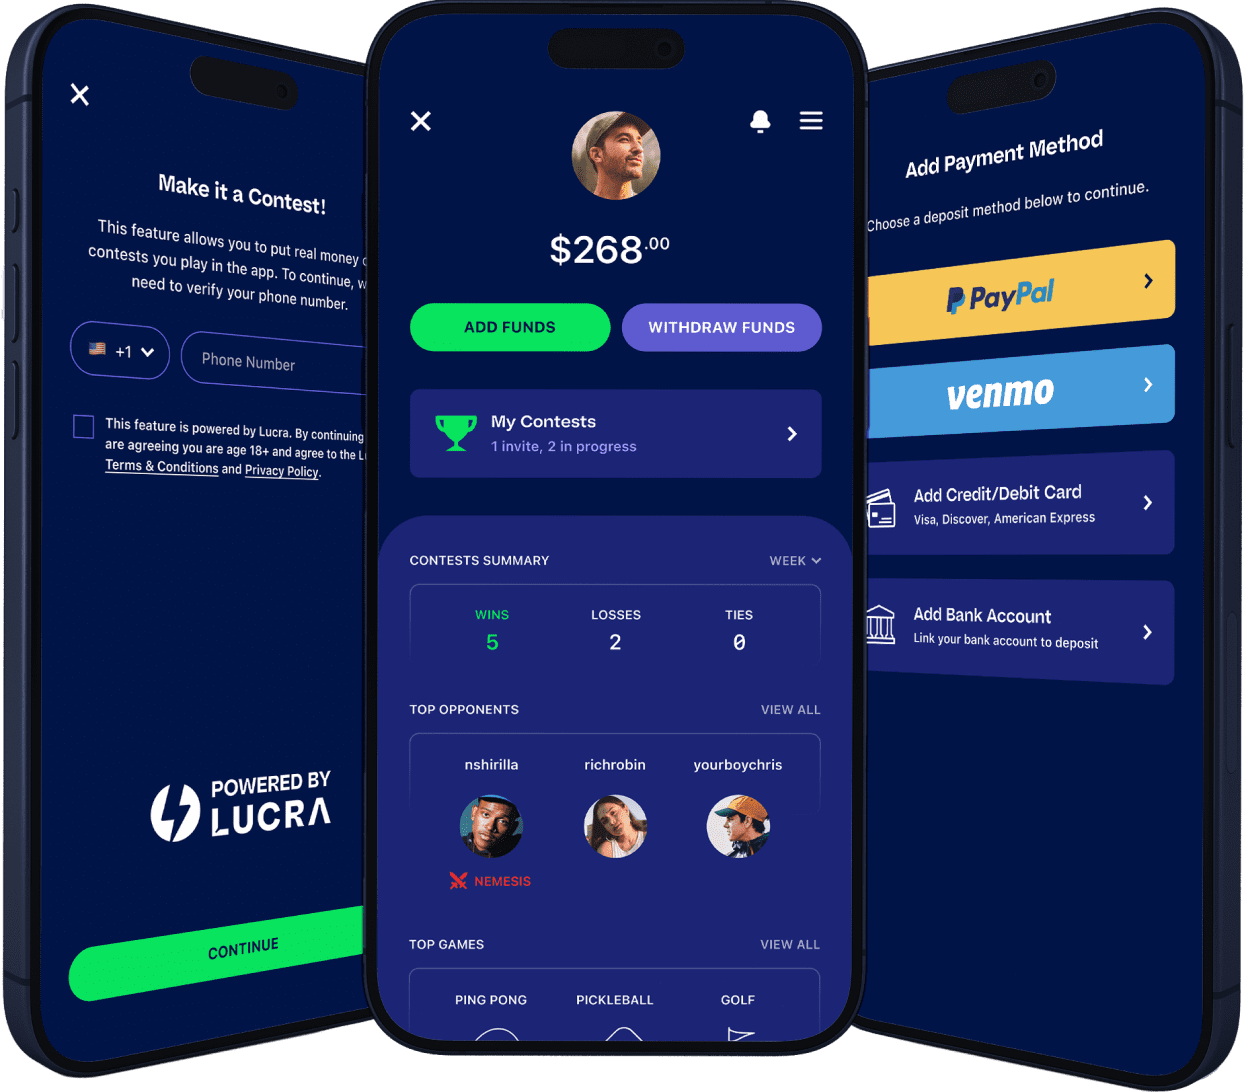 Make it a Contest!
This feature allows you to put real money
contests you play in the app. To continue,
need to verify your phone number.
+1
Phone Number
This feature is powered by Lucra. By continuing
are agreeing you are age 18+ and agree to the
Terms & Conditions and Privacy Policy.
POWERED BY
LUCRA
CONTINUE
$268.00
ADD FUNDS
WITHDRAW FUNDS
My Contests
1 invite, 2 in progress
CONTESTS SUMMARY
WEEK
WINS
LOSSES
TIES
5
2
0
TOP OPPONENTS
VIEW ALL
nshirilla
richrobin
yourboychris
NEMESIS
TOP GAMES
VIEW ALL
PING PONG
PICKLEBALL
GOLF
Add Payment Method
Choose a deposit method below to continue.
PayPal
venmo
Add Credit/Debit Card
Visa, Discover, American Express
Add Bank Account
Link your bank account to deposit